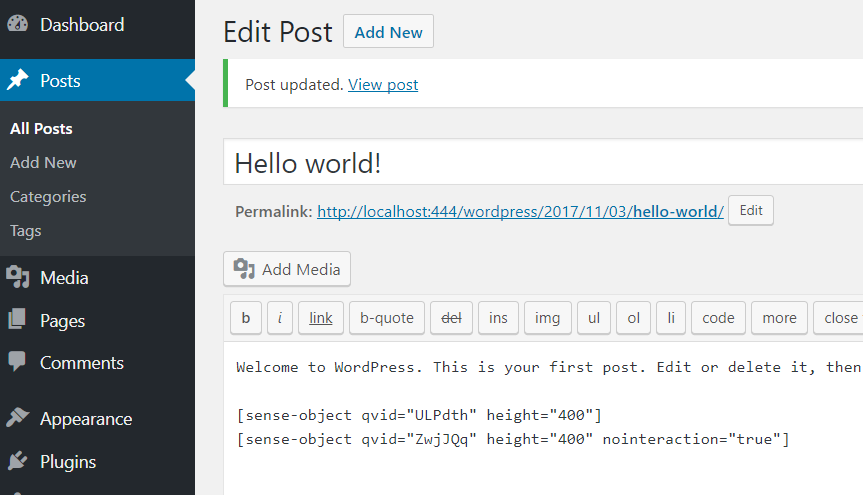 Dashboard
Posts
All Posts
Add New
Categories
Tags
Media
Pages
Comments
Appearance
Plugins
Edit Post Add New
Post updated. View post
Hello world!
Permalink: http://localhost:444/wordpress/2017/11/03/hello-world/ Edit
Add Media
b i link b-quote del ins img ul ol li code more close
Welcome to WordPress. This is your first post. Edit or delete it, then
[sense-object qvid="ULPdth" height="400"]
[sense-object qvid="ZwjJQq" height="400" nointeraction="true"]